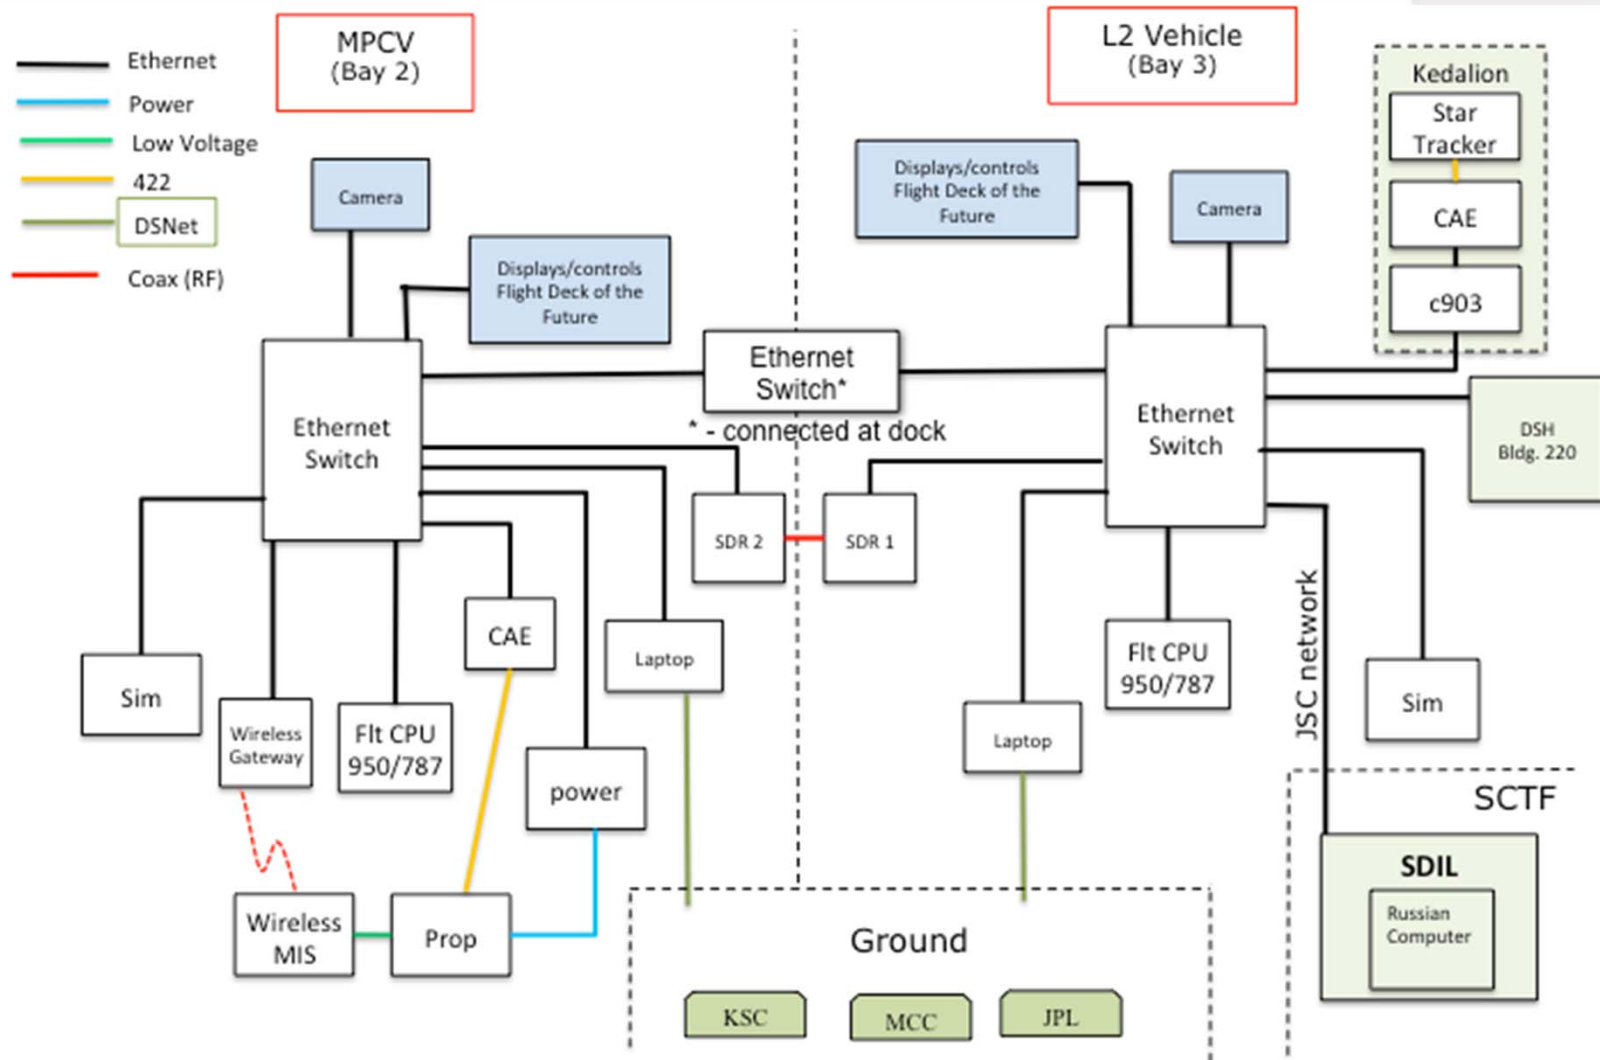 Ethernet
Power
Low Voltage
422
DSNet
Coax (RF)
MPCV
(Bay 2)
L2 Vehicle
(Bay 3)
Kedalion
Star
Tracker
CAE
c903
Camera
Displays/controls
Flight Deck of the
Future
Displays/controls
Flight Deck of the
Future
Camera
Ethernet
Switch*
* - connected at dock
Ethernet
Switch
Ethernet
Switch
DSH
Bldg. 220
SDR 2
SDR 1
Sim
Wireless
Gateway
Flt CPU
950/787
CAE
Laptop
power
Wireless
MIS
Prop
Laptop
Flt CPU
950/787
JSC network
Sim
SCTF
SDIL
Russian
Computer
Ground
KSC
MCC
JPL